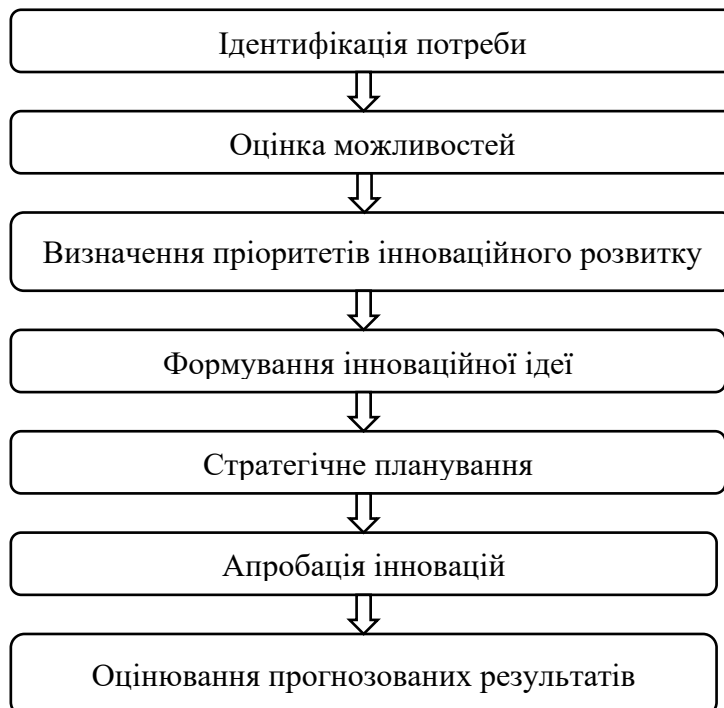 Ідентифікація потреби
Оцінка можливостей
Визначення пріоритетів інноваційного розвитку
Формування інноваційної ідеї
Стратегічне планування
Апробація інновацій
Оцінювання прогнозованих результатів